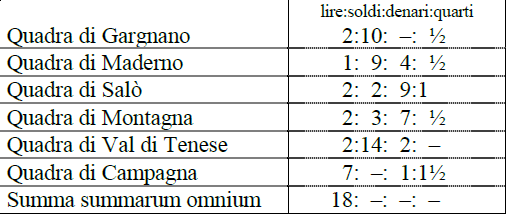 lire:soldi:denari:quarti
Quadra di Gargnano 2:10: –: ½
Quadra di Maderno 1: 9: 4: ½
Quadra di Salò 2: 2: 9:1
Quadra di Montagna 2: 3: 7: ½
Quadra di Val di Tenese 2:14: 2: –
Quadra di Campagna 7: –: 1:1½
Summa summarum omnium 18: –: –: –